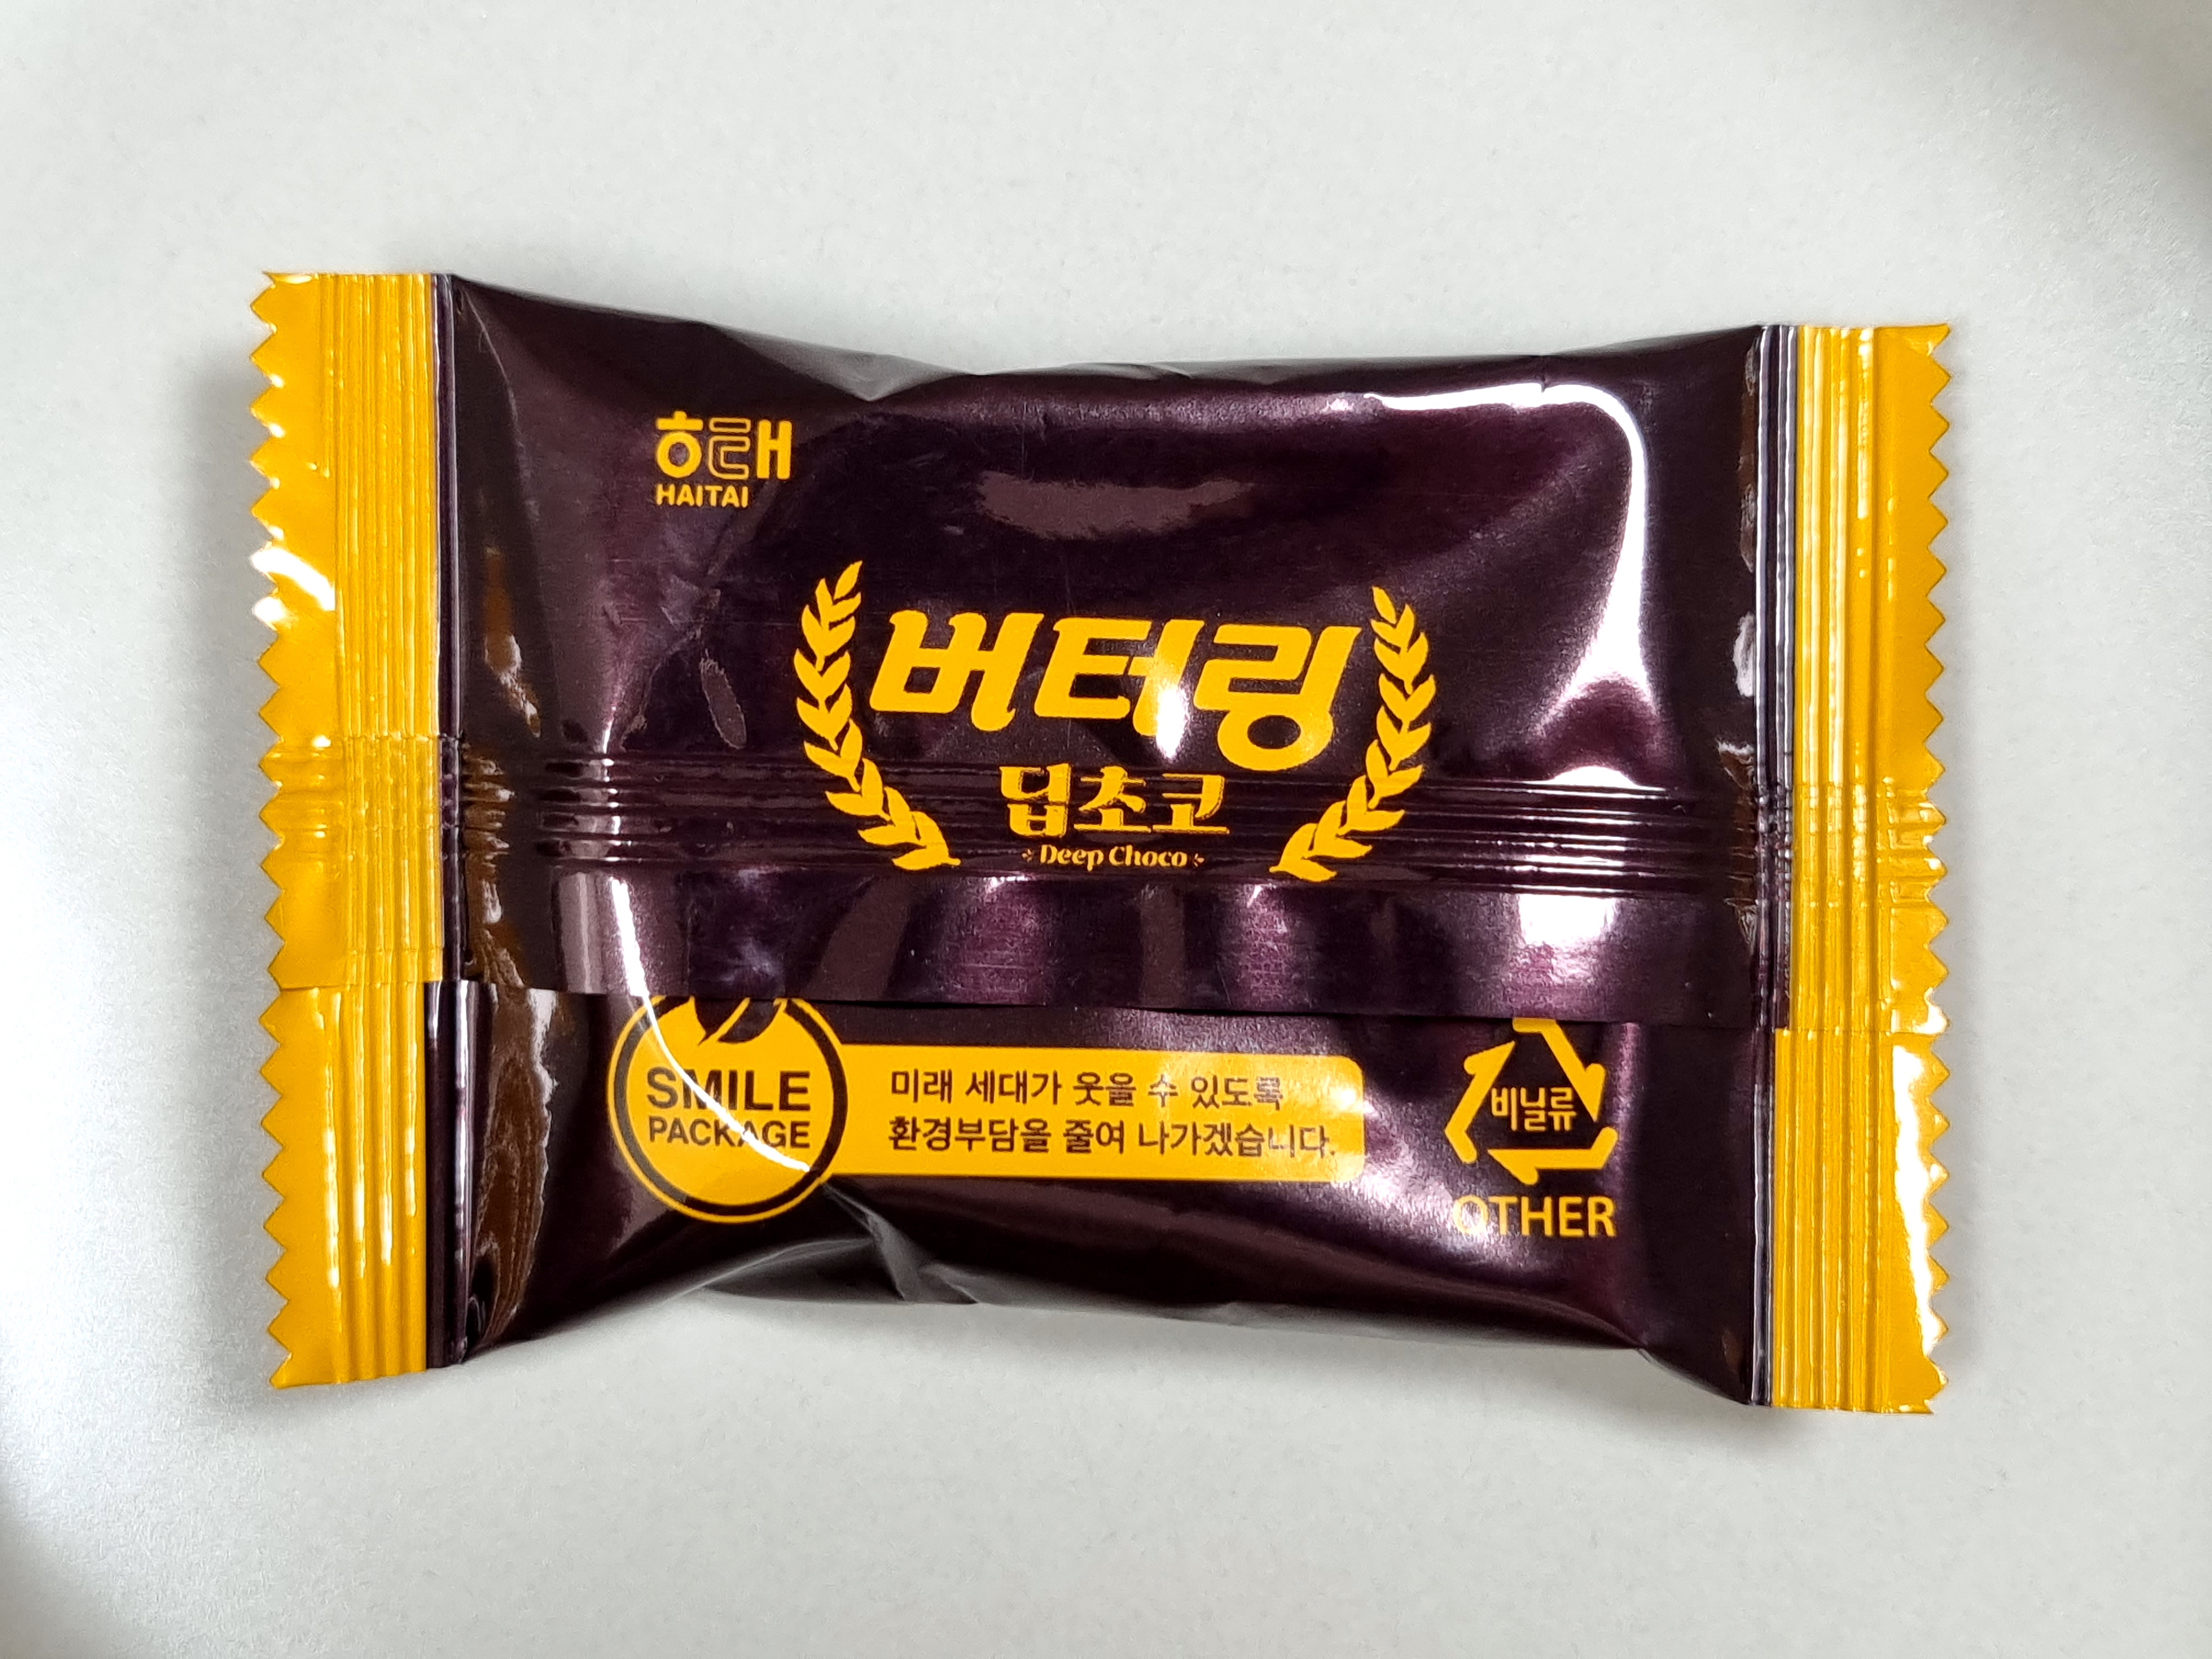 해태
HAITAI
버터링
딥초코
Deep Choco
SMILE
PACKAGE
미래 세대가 웃을 수 있도록
환경부담을 줄여 나가겠습니다.
비닐류
OTHER